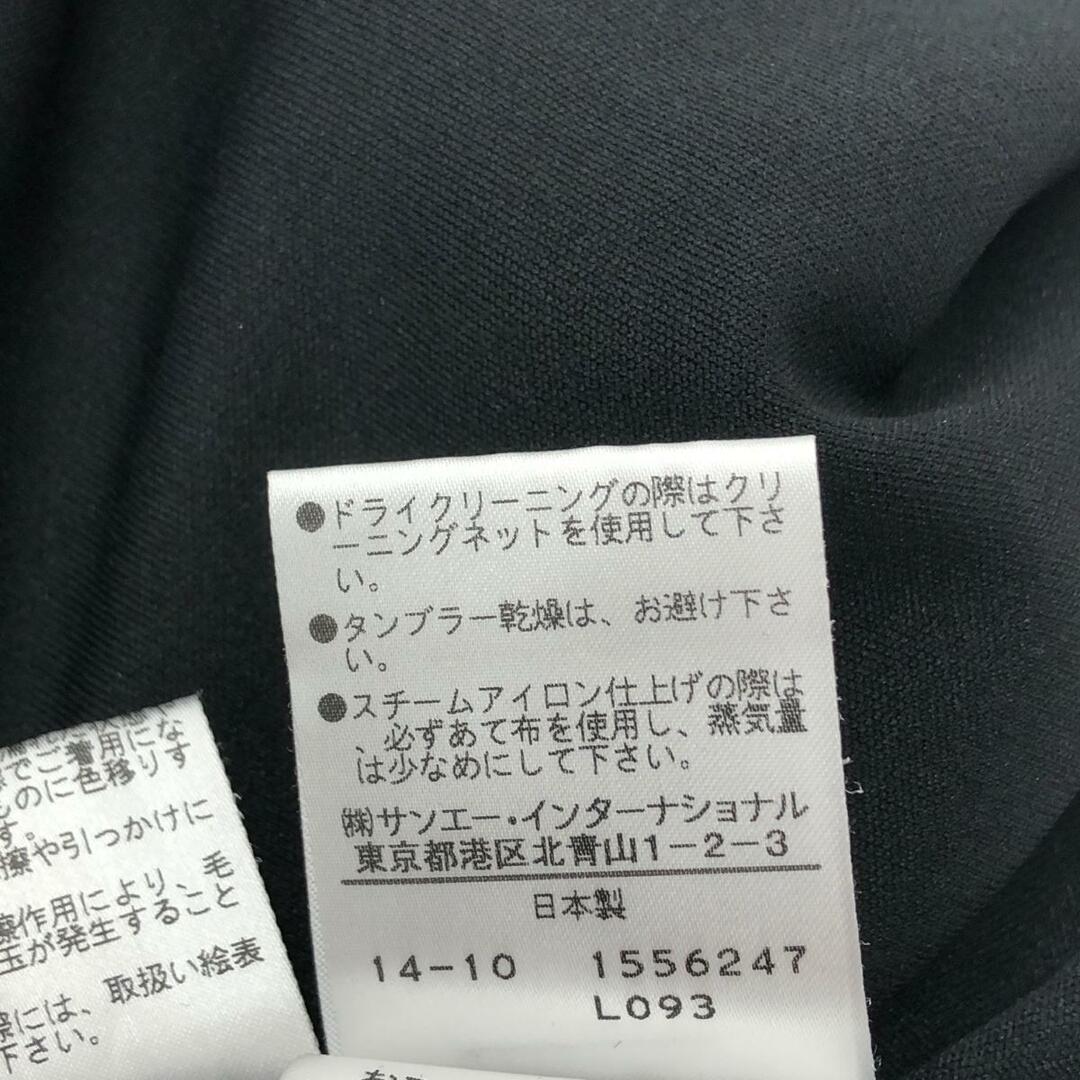 ●ドライクリーニングの際はクリ
ーニングネットを使用して下さ
い。
●タンブラー乾燥は、お避け下さ
い。
●スチームアイロン仕上げの際は
、必ずあて布を使用し、蒸気量
は少なめにして下さい。
㈱サンエー・インターナショナル
東京都港区北青山1-2-3
日本製
14-10 1556247
L093
でご着用にな
ものに色移りす
す。
擦や引つかけに
擦作用により、毛
玉が発生すること
際には、取扱い絵表
下さい。